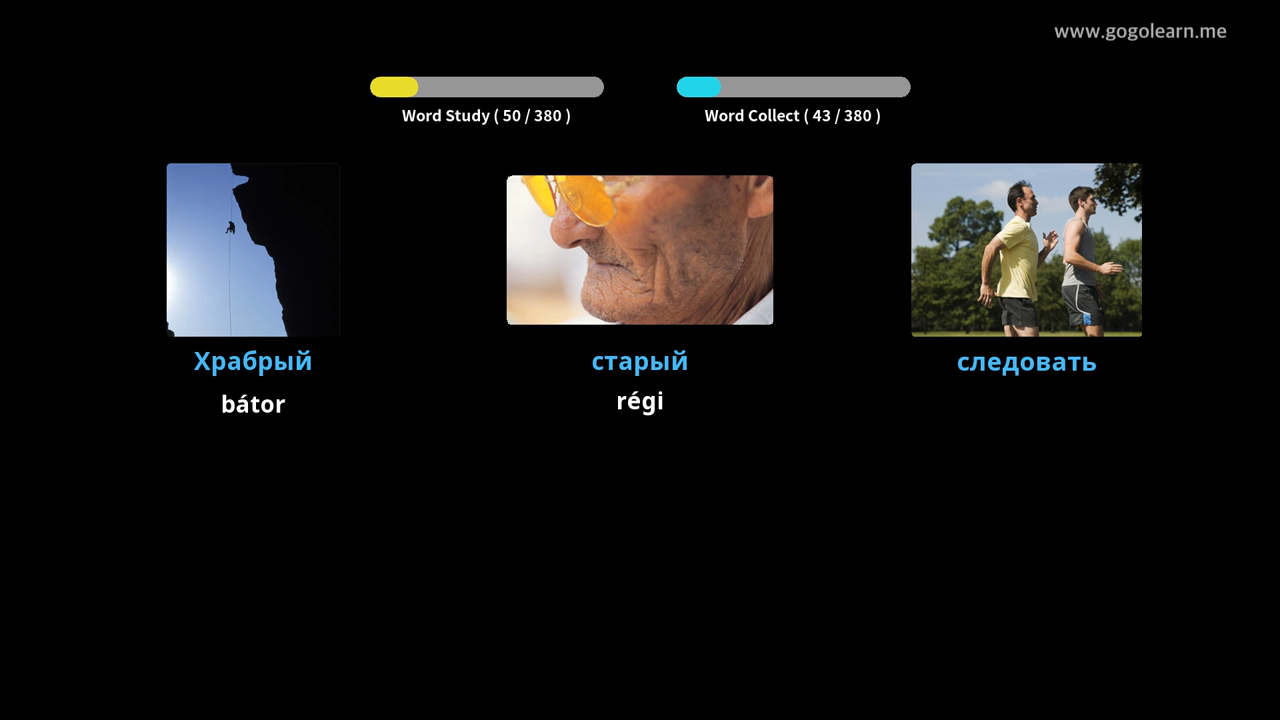 www.gogolearn.me
Word Study ( 50 / 380 )
Word Collect ( 43 / 380 )
Храбрый
старый
следовать
bátor
régi